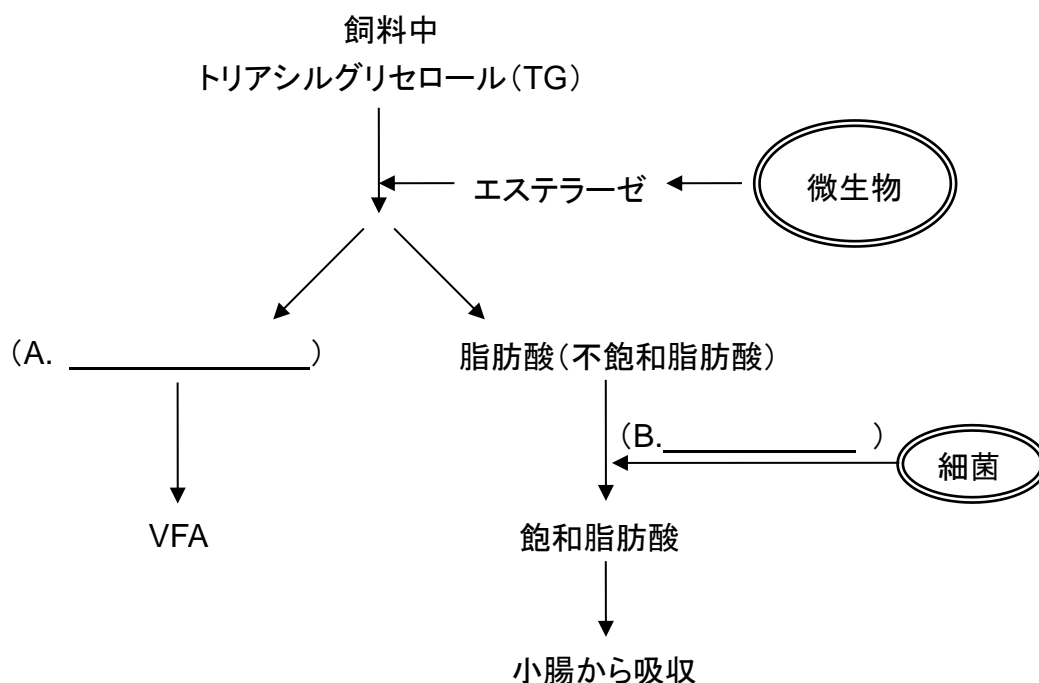 飼料中
トリアシルグリセロール(TG)
エステラーゼ
微生物
(A. ____________)
脂肪酸(不飽和脂肪酸)
(B.__________)
細菌
VFA
飽和脂肪酸
小腸から吸収